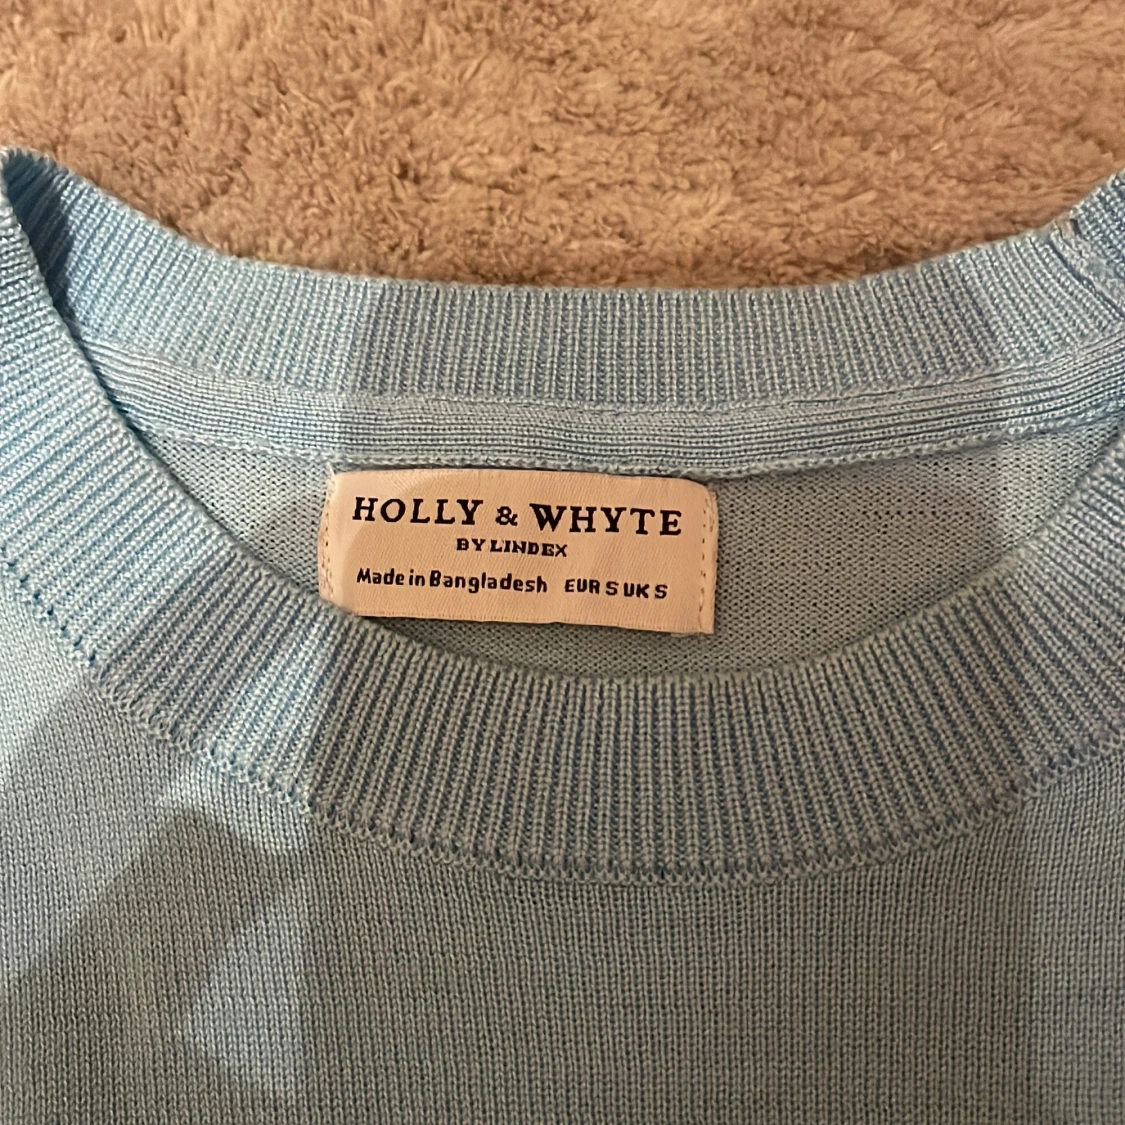 HOLLY & WHYTE
BY LINDEX
Made in Bangladesh EUR S UK S